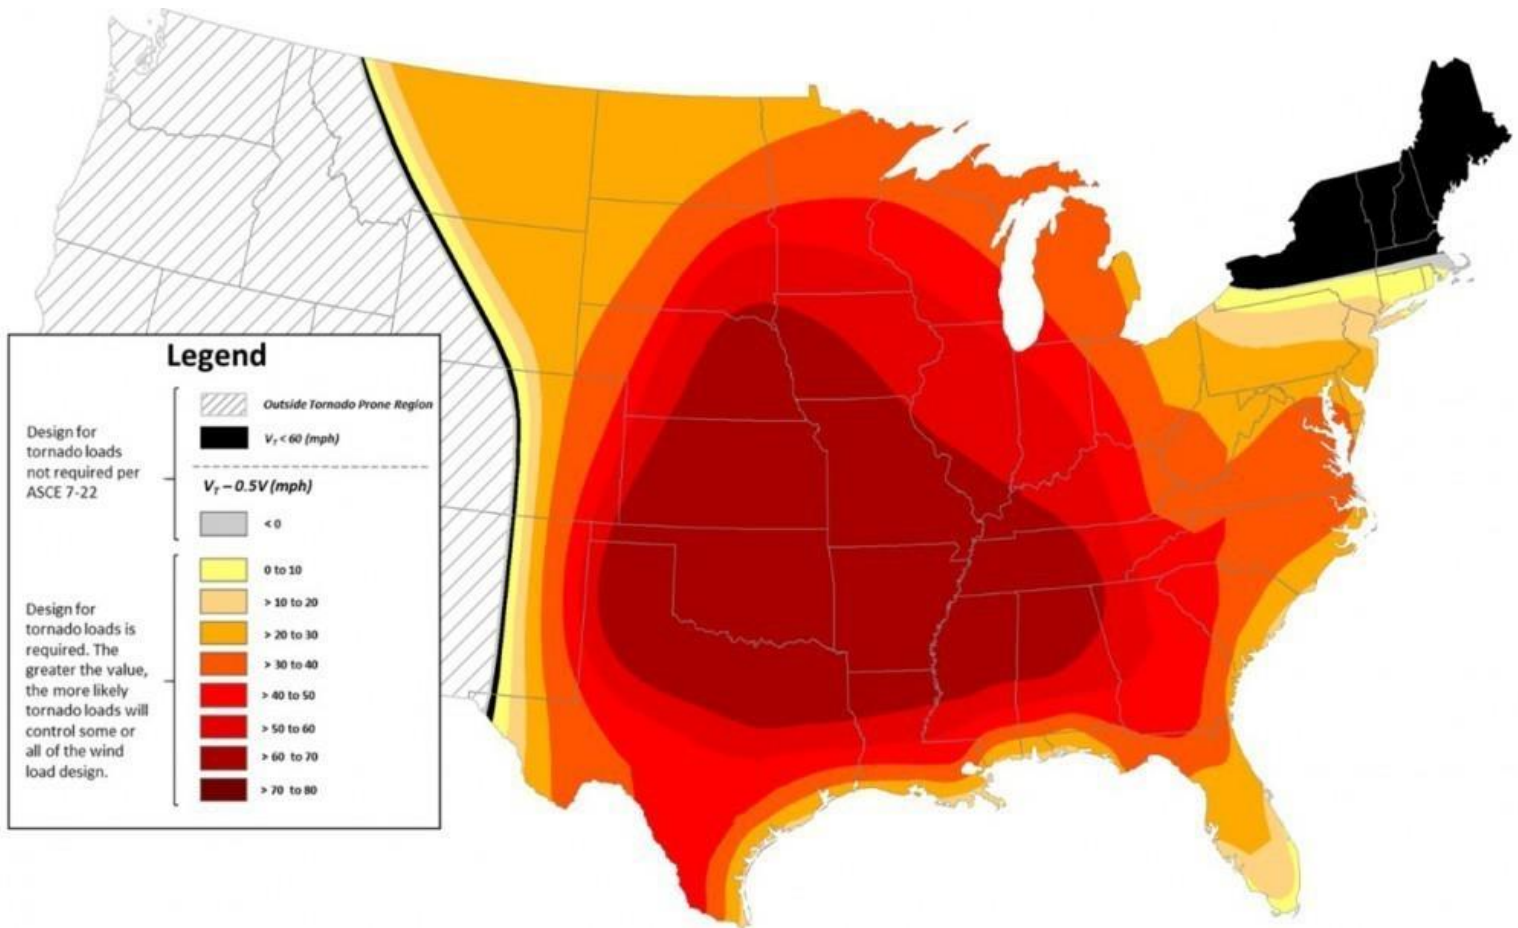 Legend
Design for
tornado loads
not required per
ASCE 7-22
Outside Tornado Prone Region
V_T < 60 (mph)
V_T – 0.5V (mph)
< 0
Design for
tornado loads is
required. The
greater the value,
the more likely
tornado loads will
control some or
all of the wind
load design.
0 to 10
> 10 to 20
> 20 to 30
> 30 to 40
> 40 to 50
> 50 to 60
> 60 to 70
> 70 to 80